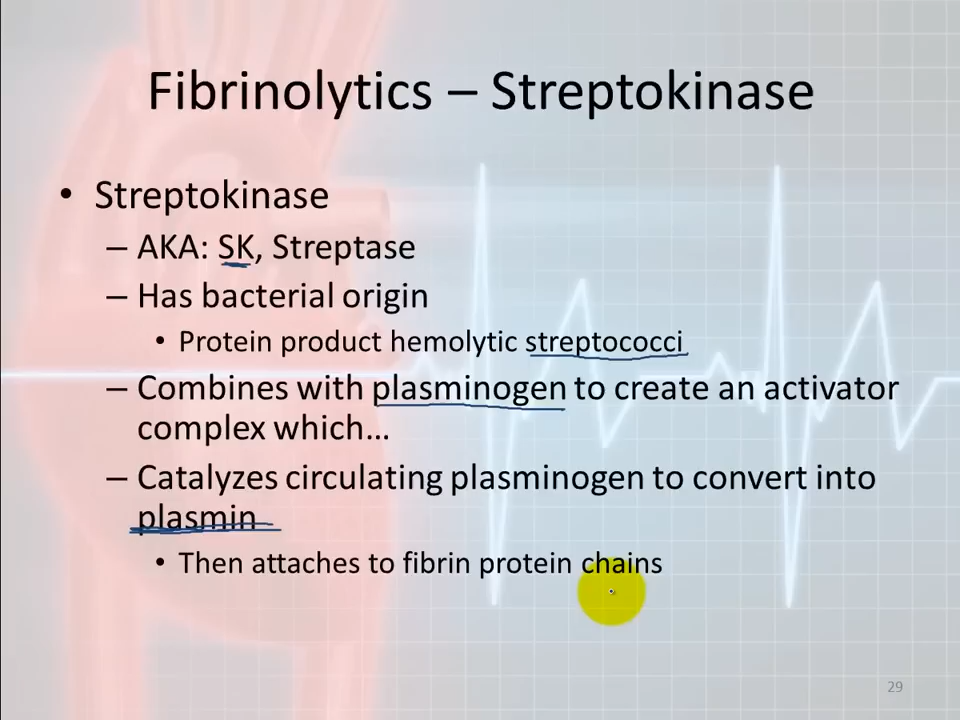 Fibrinolytics – Streptokinase
• Streptokinase
– AKA: SK, Streptase
– Has bacterial origin
• Protein product hemolytic streptococci
– Combines with plasminogen to create an activator
complex which…
– Catalyzes circulating plasminogen to convert into
plasmin
• Then attaches to fibrin protein chains
29